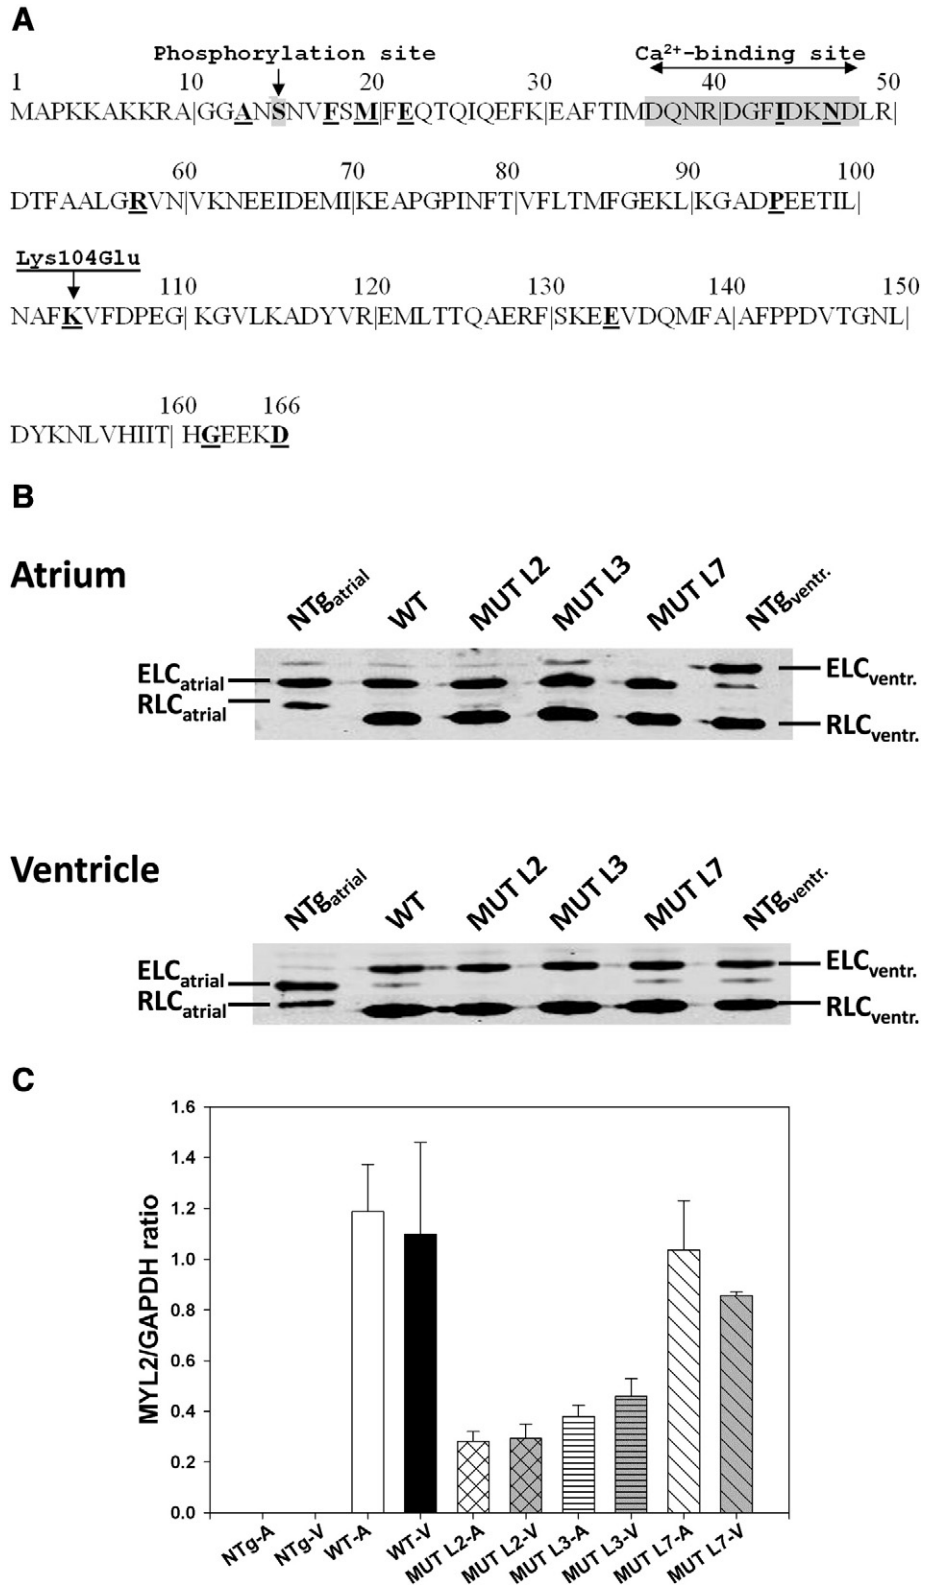 A
Phosphorylation site
Ca2+-binding site
1 10 20 30 40 50
MAPKKAKKRA|GGANSNVFSM|FEQTQIQEFK|EAFTIMDQNR|DGFIDKNDLR|
60 70 80 90 100
DTFAALGRVN|VKNEEIDEMI|KEAPGPINFT|VFLTMFGEKL|KGADPEETIL|
Lys104Glu
110 120 130 140 150
NAFKVFDPEG| KGVLKADYVR|EMLTTQAERF|SKEEVDQMFA|AFPPDVTGNL|
160 166
DYKNLVHIIT| HGEEKD
B
Atrium
NTgatrial WT MUT L2 MUT L3 MUT L7 NTgventr.
ELCatrial
ELCventr.
RLCatrial
RLCventr.
Ventricle
NTgatrial WT MUT L2 MUT L3 MUT L7 NTgventr.
ELCatrial
ELCventr.
RLCatrial
RLCventr.
C
MYL2/GAPDH ratio
1.6
1.4
1.2
1.0
0.8
0.6
0.4
0.2
0.0
NTg-A NTg-V WT-A WT-V MUT L2-A MUT L2-V MUT L3-A MUT L3-V MUT L7-A MUT L7-V